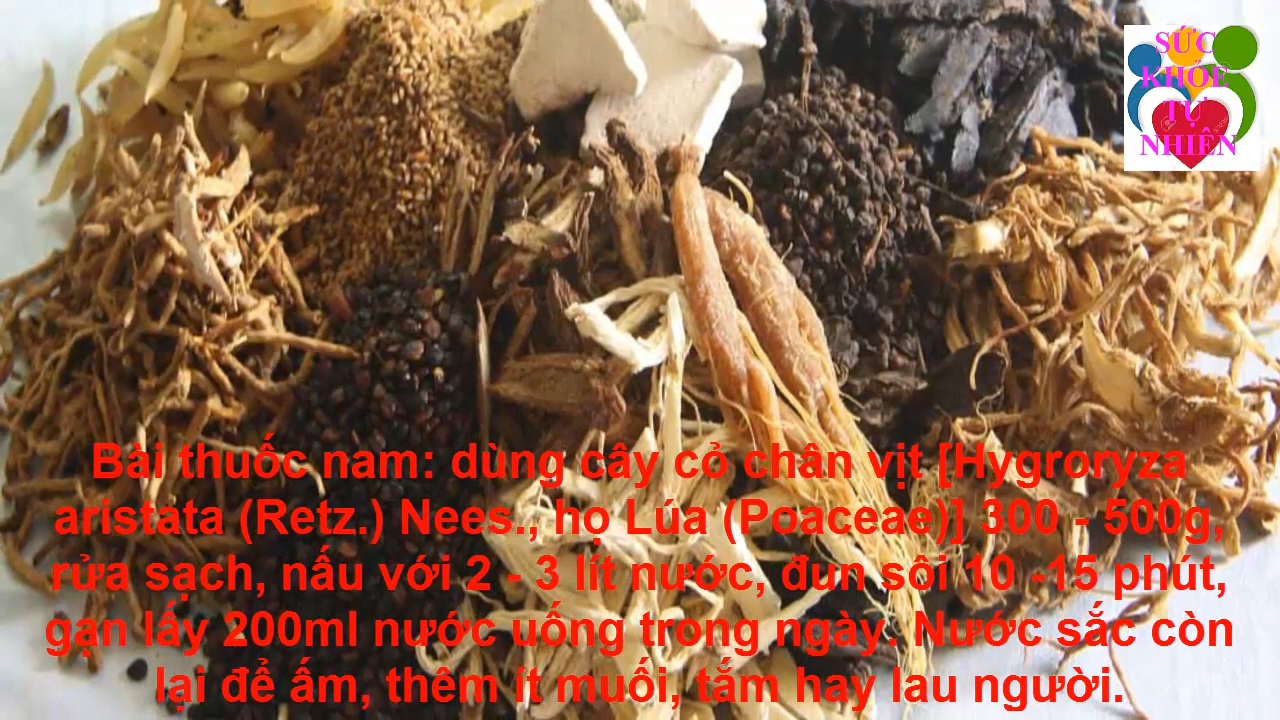 SỨC
KHỎE
TỰ
NHIÊN
Bài thuốc nam: dùng cây cỏ chân vịt [Hygroryza
aristata (Retz.) Nees., họ Lúa (Poaceae)] 300 - 500g,
rửa sạch, nấu với 2 - 3 lít nước, đun sôi 10 -15 phút,
gạn lấy 200ml nước uống trong ngày. Nước sắc còn
lại để ấm, thêm ít muối, tắm hay lau người.